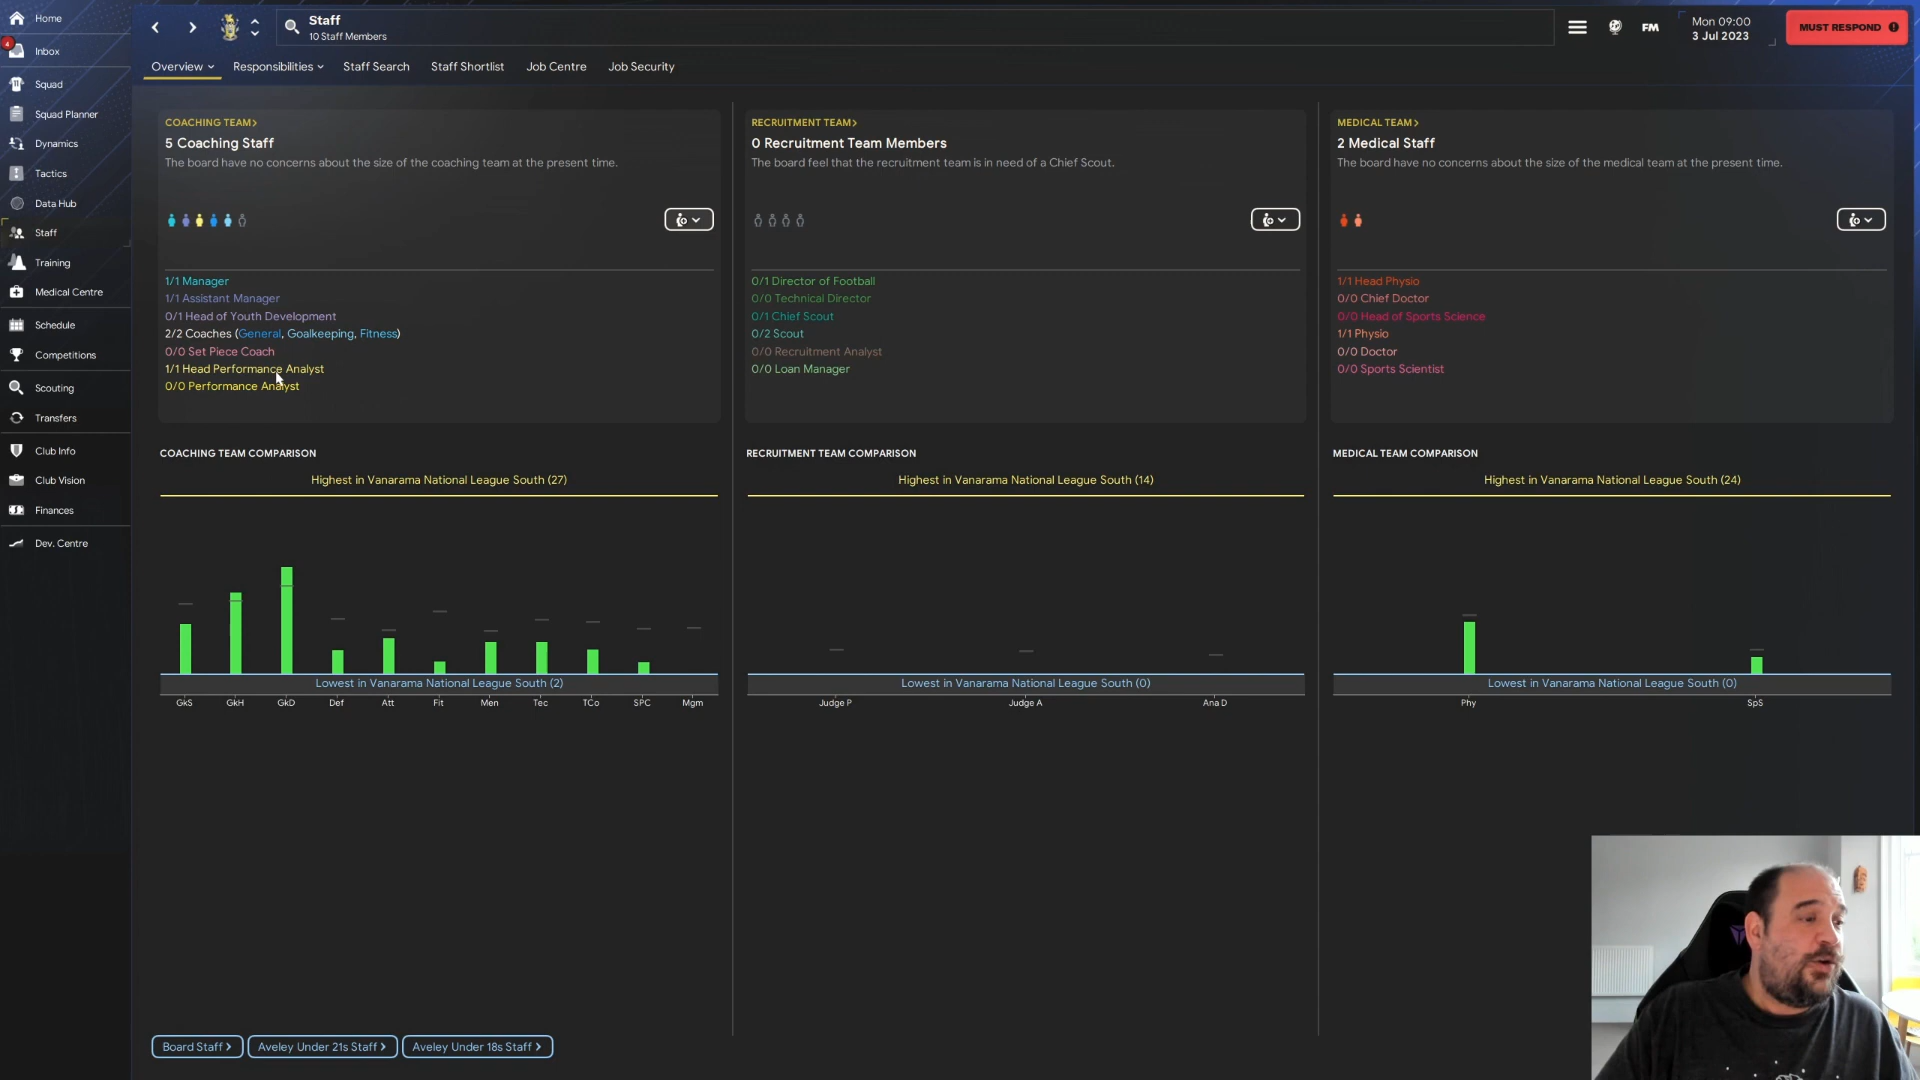 Home
4
Inbox
Squad
Squad Planner
Dynamics
Tactics
Data Hub
Staff
Training
Medical Centre
Schedule
Competitions
Scouting
Transfers
Club Info
Club Vision
Finances
Dev. Centre
Staff
10 Staff Members
FM
Mon 09:00
3 Jul 2023
MUST RESPOND
Overview
Responsibilities
Staff Search
Staff Shortlist
Job Centre
Job Security
COACHING TEAM>
5 Coaching Staff
The board have no concerns about the size of the coaching team at the present time.
1/1 Manager
1/1 Assistant Manager
0/1 Head of Youth Development
2/2 Coaches (General, Goalkeeping, Fitness)
0/0 Set Piece Coach
1/1 Head Performance Analyst
0/0 Performance Analyst
RECRUITMENT TEAM>
0 Recruitment Team Members
The board feel that the recruitment team is in need of a Chief Scout.
0/1 Director of Football
0/0 Technical Director
0/1 Chief Scout
0/2 Scout
0/0 Recruitment Analyst
0/0 Loan Manager
MEDICAL TEAM>
2 Medical Staff
The board have no concerns about the size of the medical team at the present time.
1/1 Head Physio
0/0 Chief Doctor
0/0 Head of Sports Science
1/1 Physio
0/0 Doctor
0/0 Sports Scientist
COACHING TEAM COMPARISON
Highest in Vanarama National League South (27)
Lowest in Vanarama National League South (2)
GkS GkH GkD Def Att Fit Men Tec TCo SPC Mgm
RECRUITMENT TEAM COMPARISON
Highest in Vanarama National League South (14)
Lowest in Vanarama National League South (0)
Judge P Judge A Ana D
MEDICAL TEAM COMPARISON
Highest in Vanarama National League South (24)
Lowest in Vanarama National League South (0)
Phy SpS
Board Staff >
Aveley Under 21s Staff >
Aveley Under 18s Staff >